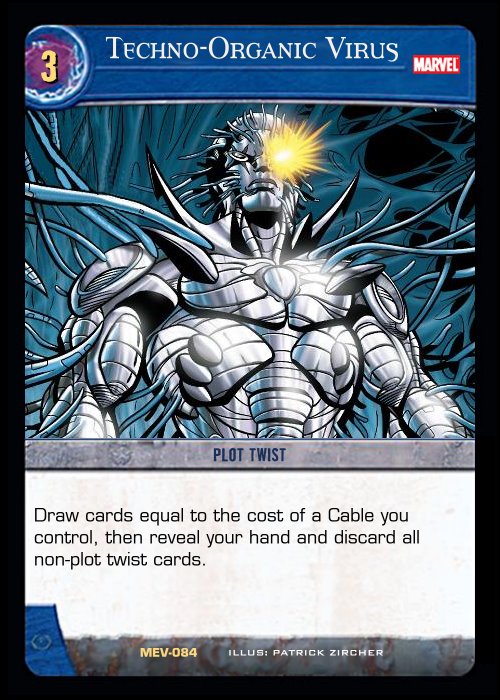 3
Techno-Organic Virus
MARVEL
PLOT TWIST
Draw cards equal to the cost of a Cable you
control, then reveal your hand and discard all
non-plot twist cards.
MEV-084 ILLUS: PATRICK ZIRCHER